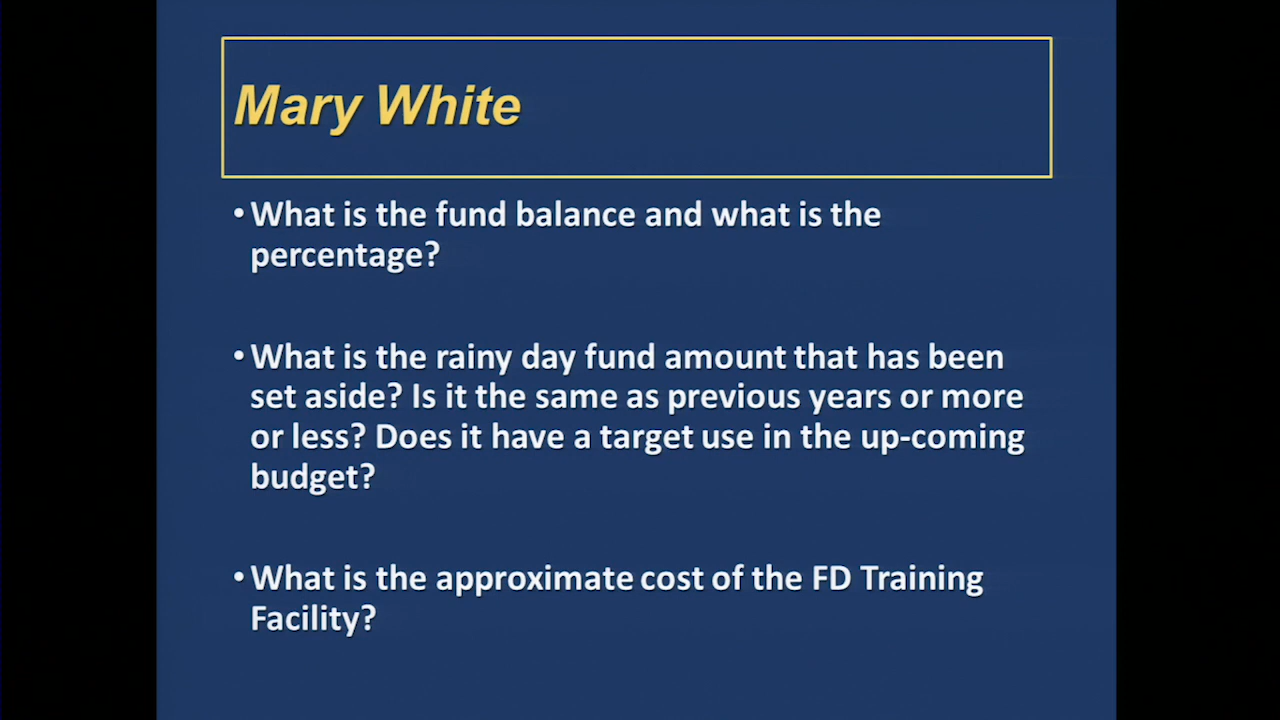 Mary White
• What is the fund balance and what is the
percentage?
• What is the rainy day fund amount that has been
set aside? Is it the same as previous years or more
or less? Does it have a target use in the up-coming
budget?
• What is the approximate cost of the FD Training
Facility?